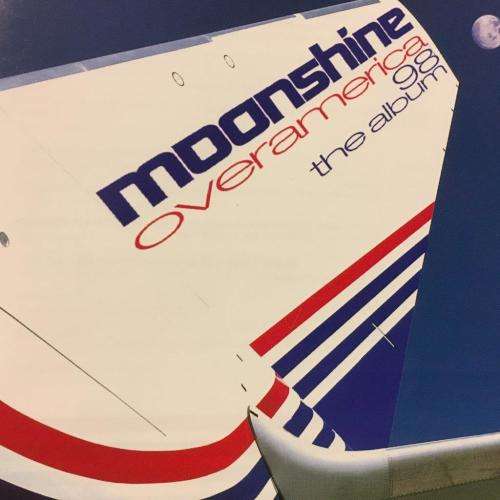 moonshine
overamerica
98
the album